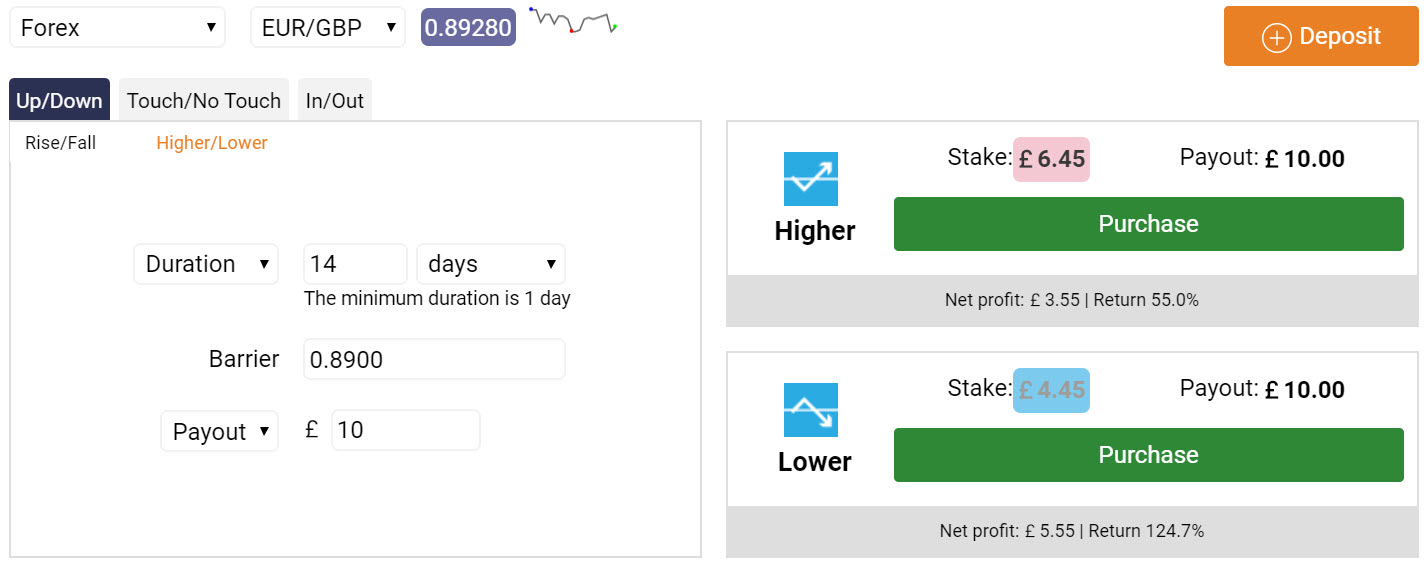 Forex EUR/GBP 0.89280 Deposit
Up/Down Touch/No Touch In/Out
Rise/Fall Higher/Lower
Duration 14 days
The minimum duration is 1 day
Barrier 0.8900
Payout £ 10
Stake: £ 6.45 Payout: £ 10.00
Higher Purchase
Net profit: £ 3.55 | Return 55.0%
Stake: £ 4.45 Payout: £ 10.00
Lower Purchase
Net profit: £ 5.55 | Return 124.7%